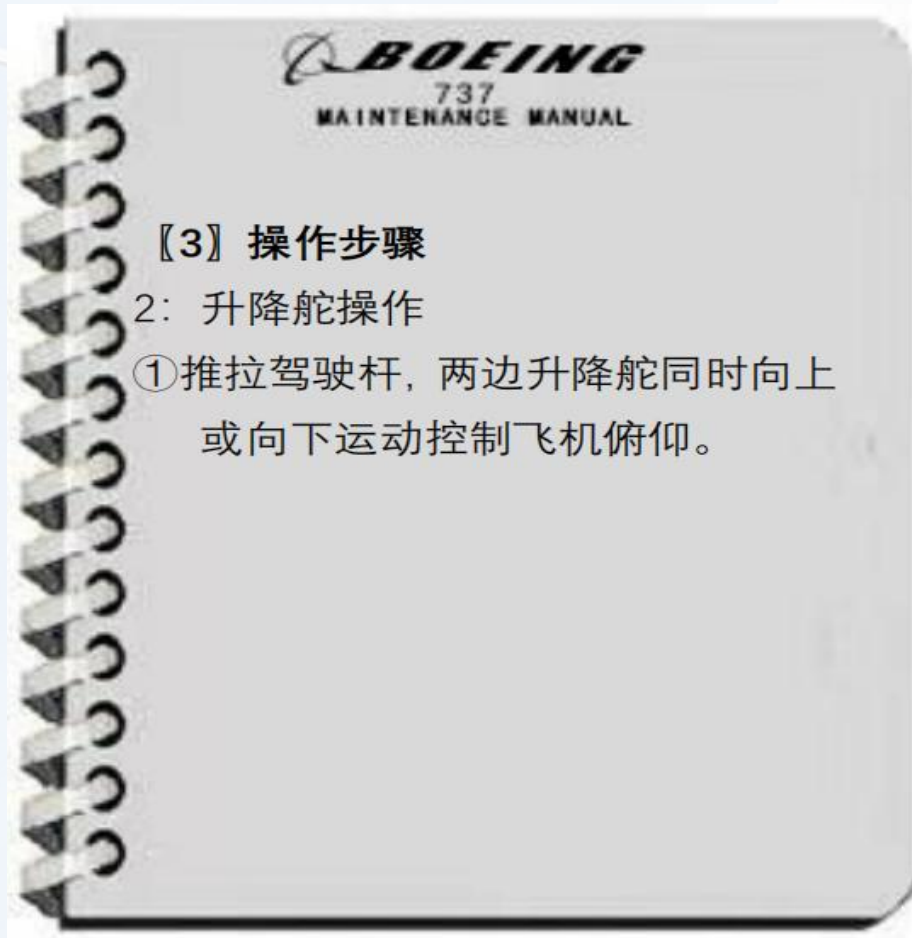 BOEING
737
MAINTENANCE MANUAL
〖3〗操作步骤
2：升降舵操作
①推拉驾驶杆，两边升降舵同时向上
或向下运动控制飞机俯仰。